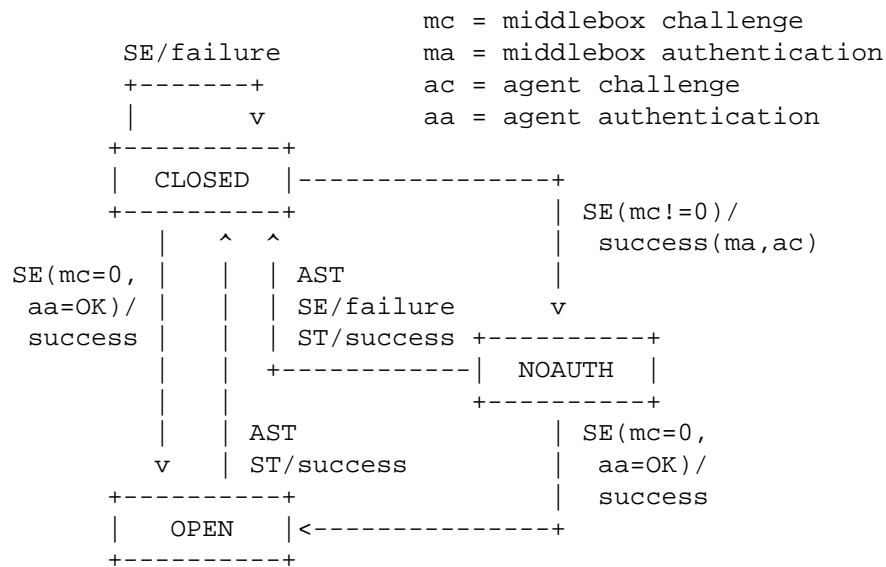 mc = middlebox challenge
SE/failure ma = middlebox authentication
+-------+ ac = agent challenge
| v aa = agent authentication
+----------+
| CLOSED |----------------+
+----------+ |
| ^ ^ | SE(mc!=0)/
| | | | success(ma,ac)
SE(mc=0, | | | AST |
aa=OK)/ | | | SE/failure v
success | | | ST/success +----------+
| | +------------| NOAUTH |
| | +----------+
| | AST | SE(mc=0,
v | ST/success | aa=OK)/
+----------+ | success
| OPEN |<---------------+
+----------+